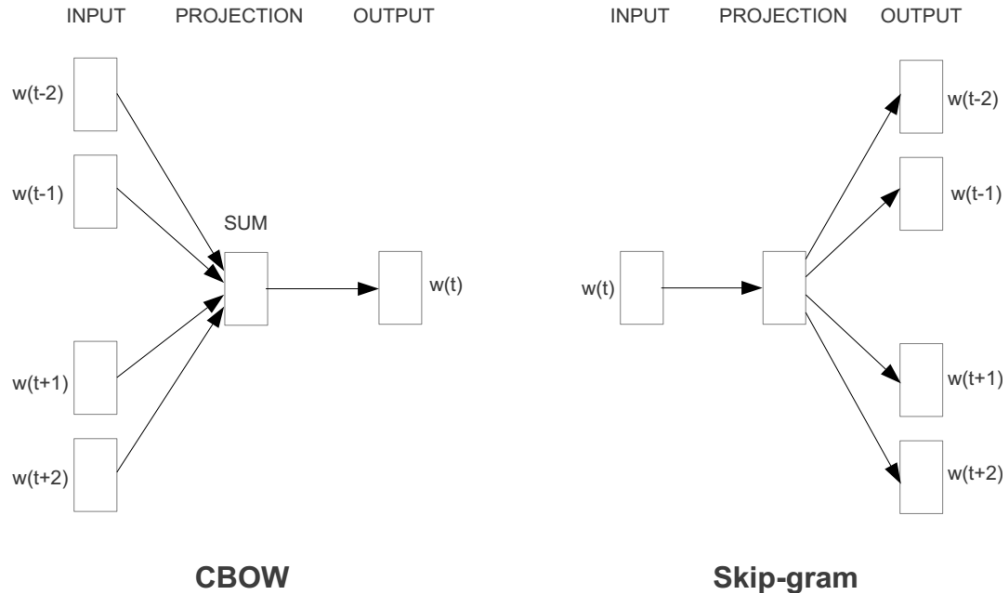 INPUT PROJECTION OUTPUT
w(t-2)
w(t-1)
SUM
w(t)
w(t+1)
w(t+2)
CBOW
INPUT PROJECTION OUTPUT
w(t-2)
w(t-1)
w(t)
w(t+1)
w(t+2)
Skip-gram